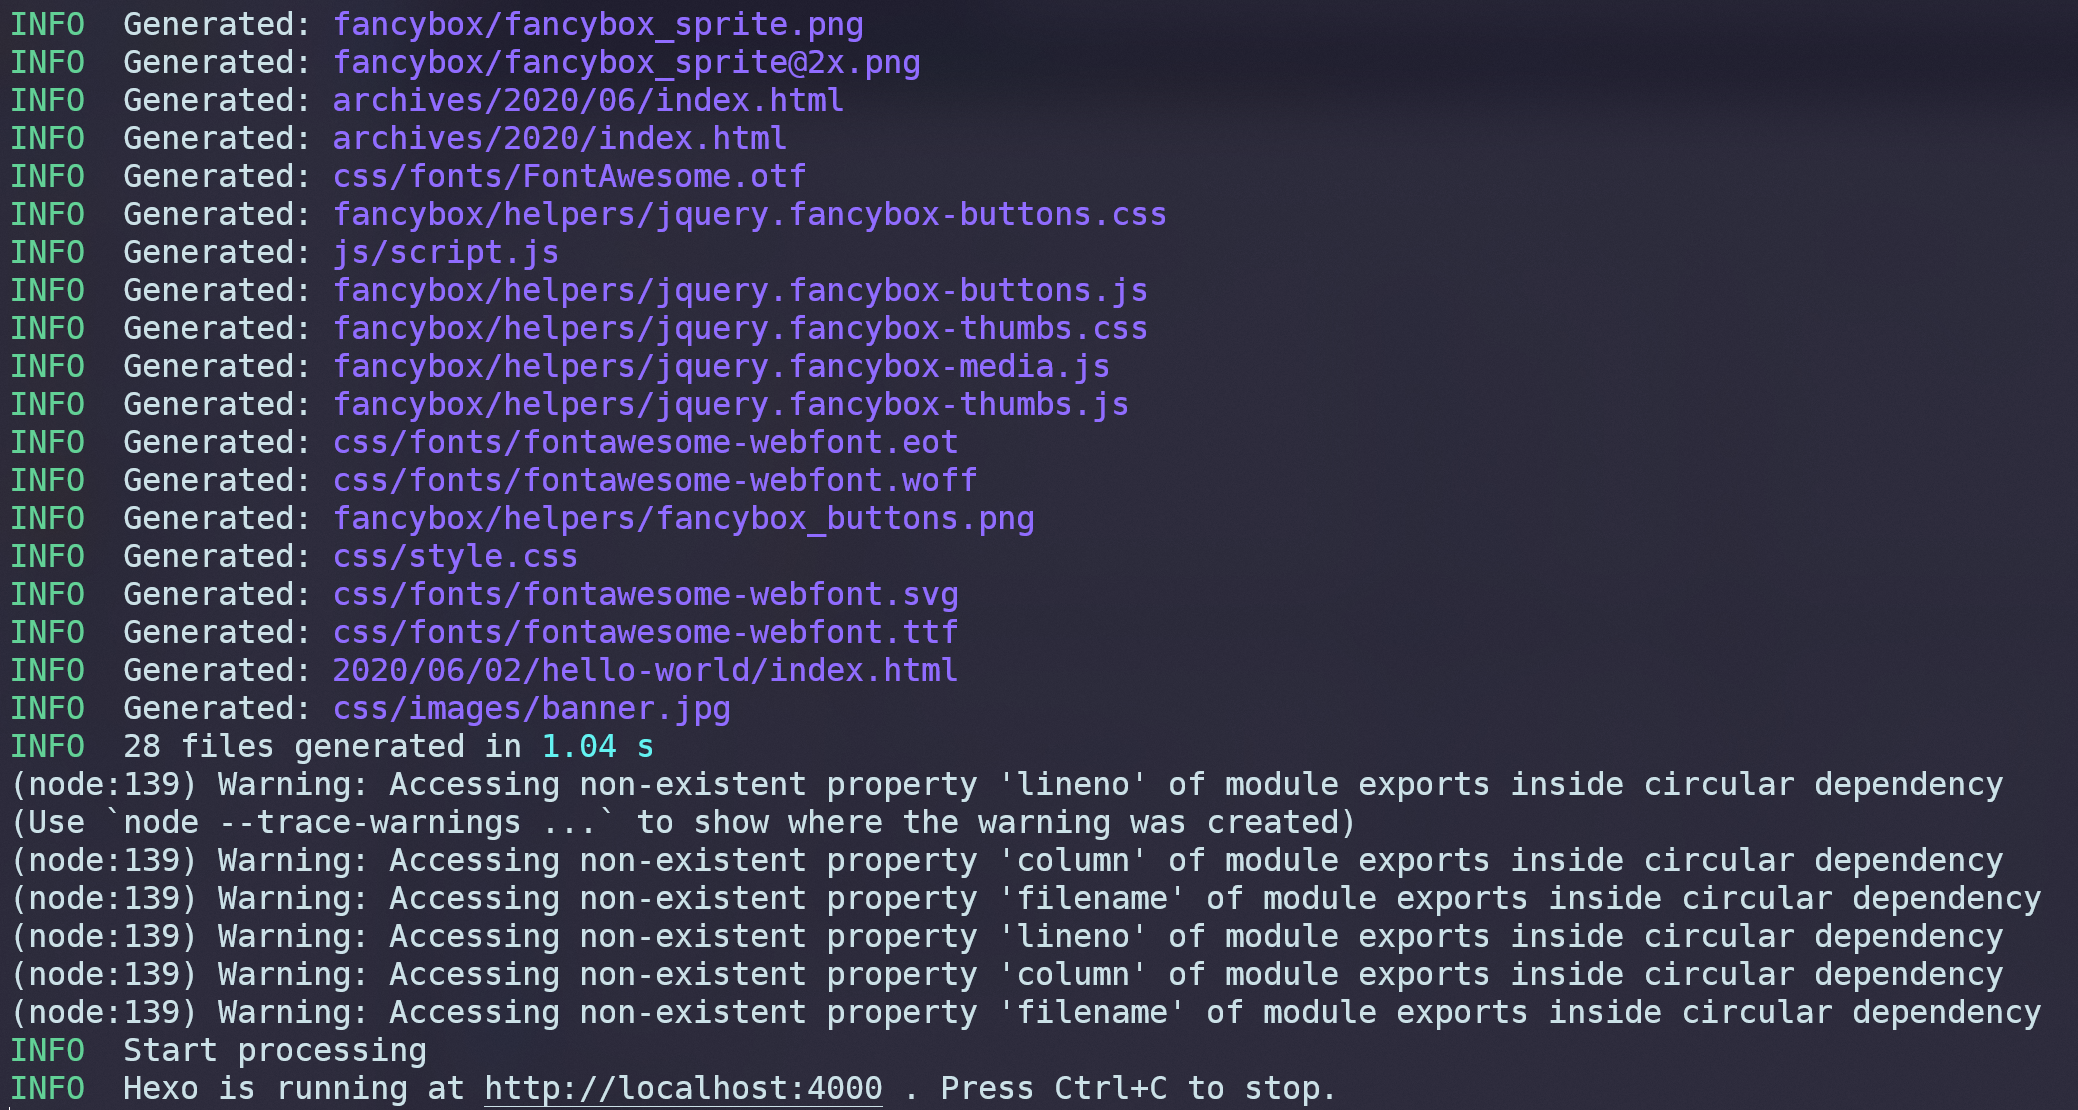 INFO  Generated: fancybox/fancybox_sprite.png
INFO  Generated: fancybox/fancybox_sprite@2x.png
INFO  Generated: archives/2020/06/index.html
INFO  Generated: archives/2020/index.html
INFO  Generated: css/fonts/FontAwesome.otf
INFO  Generated: fancybox/helpers/jquery.fancybox-buttons.css
INFO  Generated: js/script.js
INFO  Generated: fancybox/helpers/jquery.fancybox-buttons.js
INFO  Generated: fancybox/helpers/jquery.fancybox-thumbs.css
INFO  Generated: fancybox/helpers/jquery.fancybox-media.js
INFO  Generated: fancybox/helpers/jquery.fancybox-thumbs.js
INFO  Generated: css/fonts/fontawesome-webfont.eot
INFO  Generated: css/fonts/fontawesome-webfont.woff
INFO  Generated: fancybox/helpers/fancybox_buttons.png
INFO  Generated: css/style.css
INFO  Generated: css/fonts/fontawesome-webfont.svg
INFO  Generated: css/fonts/fontawesome-webfont.ttf
INFO  Generated: 2020/06/02/hello-world/index.html
INFO  Generated: css/images/banner.jpg
INFO  28 files generated in 1.04 s
(node:139) Warning: Accessing non-existent property 'lineno' of module exports inside circular dependency
(Use `node --trace-warnings ...` to show where the warning was created)
(node:139) Warning: Accessing non-existent property 'column' of module exports inside circular dependency
(node:139) Warning: Accessing non-existent property 'filename' of module exports inside circular dependency
(node:139) Warning: Accessing non-existent property 'lineno' of module exports inside circular dependency
(node:139) Warning: Accessing non-existent property 'column' of module exports inside circular dependency
(node:139) Warning: Accessing non-existent property 'filename' of module exports inside circular dependency
INFO  Start processing
INFO  Hexo is running at http://localhost:4000 . Press Ctrl+C to stop.